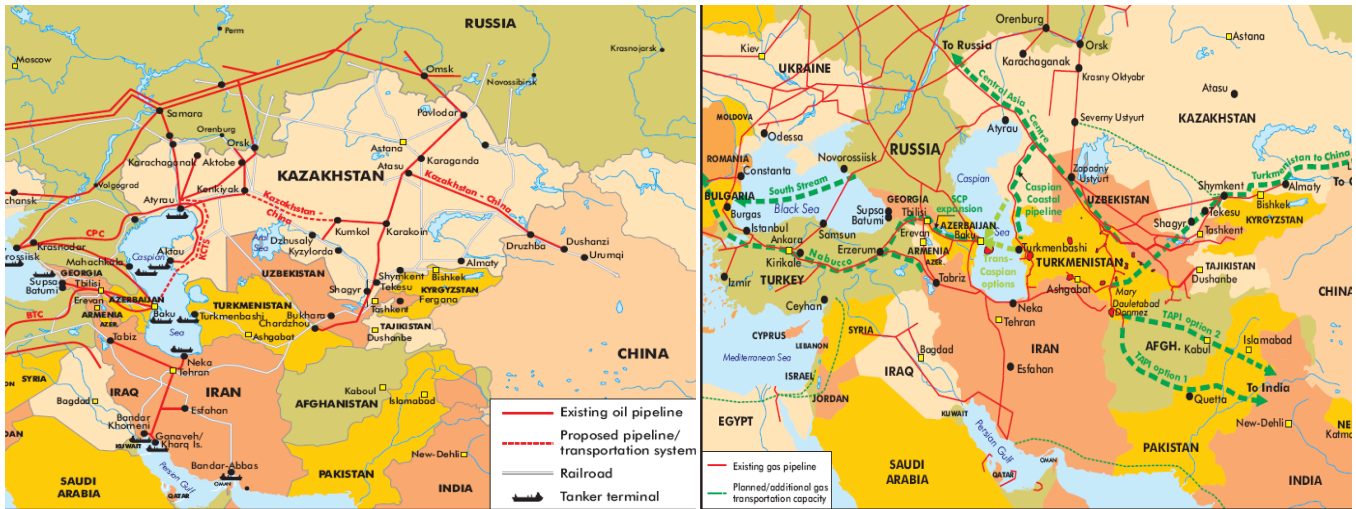 RUSSIA
Perm
Krasnojarsk
Moscow
Omsk
Novossibirsk
Samara
Pavlodar
Orenburg
Orsk
Astana
Karachaganak
Aktobe
Atasu
Karaganda
KAZAKHSTAN
Volgograd
Kenkiyak
chansk
Atyrau
Kazakhstan -
China
Kazakhstan - China
Kumkol
Karakoin
CPC
KCTS
Aral
Sea
Dzhusaly
Kyzylorda
Druzhba
Dushanzi
Urumqi
Krasnodar
Aktau
Caspian
rossiisk
Mahachkala
UZBEKISTAN
Almaty
GEORGIA
Supsa
Tbilisi
Batumi
Shymkent
Bishkek
Tekesu
KYRGYZSTAN
Shagyr
Erevan
AZERBAIJAN
TURKMENISTAN
Tashkent
Fergana
ARMENIA
AZER.
Baku
Turkmenbashi
Bukhara
Chardzhou
BTC
Sea
Ashgabat
TAJIKISTAN
Dushanbe
Tabiz
CHINA
Neka
Tehran
SYRIA
IRAQ
IRAN
Kaboul
Bagdad
AFGHANISTAN
Islamabad
DAN
Esfahan
Bandar
Khomeni
KUWAIT
Ganaveh/
Kharq Is.
New-Dehli
Persian Gulf
Bandar-Abbas
SAUDI
ARABIA
QATAR
OMAN
PAKISTAN
INDIA
Existing oil pipeline
Proposed pipeline/
transportation system
Railroad
Tanker terminal
Orenburg
Kiev
To Russia
Orsk
Astana
Karachaganak
UKRAINE
Krasny Oktyabr
Central Asia - Centre
Atasu
MOLDOVA
Odessa
Atyrau
Severny Ustyurt
KAZAKHSTAN
ROMANIA
Novorossiisk
RUSSIA
Constanta
Caspian
Zapadny
Ustyurt
Turkmenistan to China
South Stream
Caspian
Coastal
pipeline
Shymkent
Almaty
To C
BULGARIA
Black Sea
GEORGIA
SCP
expansion
UZBEKISTAN
Bishkek
Burgas
Supsa
Batumi
Tbilisi
Shagyr
Tekesu
KYRGYZSTAN
Istanbul
Samsun
Erevan
AZERBAIJAN
Baku
Sea
Tashkent
Ankara
Erzerum
ARMENIA
AZER.
Turkmenbashi
Kirikale
Nabucco
Trans-
Caspian
options
TURKMENISTAN
TAJIKISTAN
Dushanbe
Izmir
TURKEY
Tabriz
Ashgabat
Mary
Dauletabad
Donmez
CHINA
Ceyhan
Neka
Tehran
CYPRUS
SYRIA
LEBANON
TAPI option 2
AFGH.
Kabul
Islamabad
Mediterranean Sea
Bagdad
IRAN
Esfahan
ISRAEL
IRAQ
TAPI option 1
To India
JORDAN
Quetta
EGYPT
KUWAIT
Persian Gulf
New-Dehli
NE
Katma
PAKISTAN
SAUDI
ARABIA
OMAN
QATAR
INDIA
Existing gas pipeline
Planned/additional gas
transportation capacity